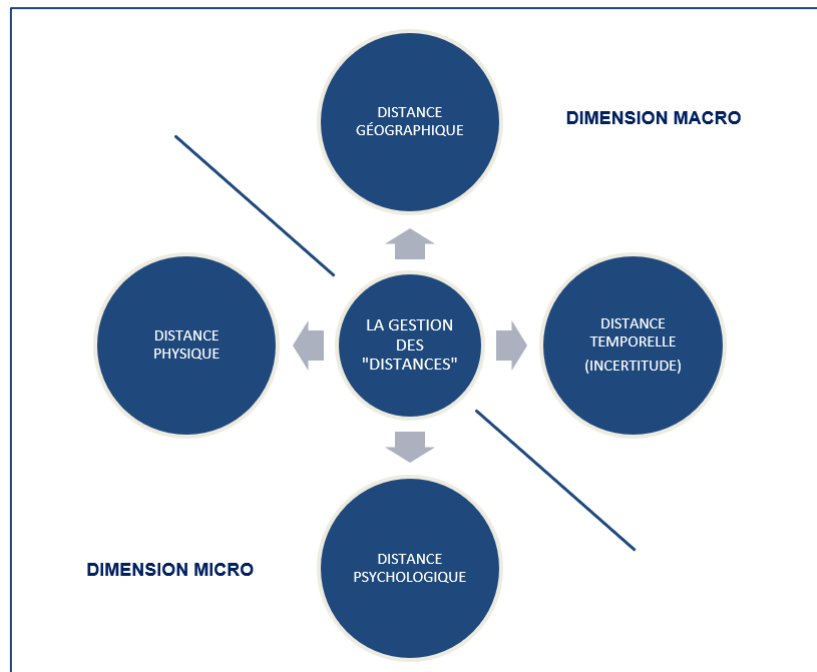 DISTANCE
GÉOGRAPHIQUE
DIMENSION MACRO
DISTANCE
PHYSIQUE
LA GESTION
DES
"DISTANCES"
DISTANCE
TEMPORELLE
(INCERTITUDE)
DISTANCE
PSYCHOLOGIQUE
DIMENSION MICRO